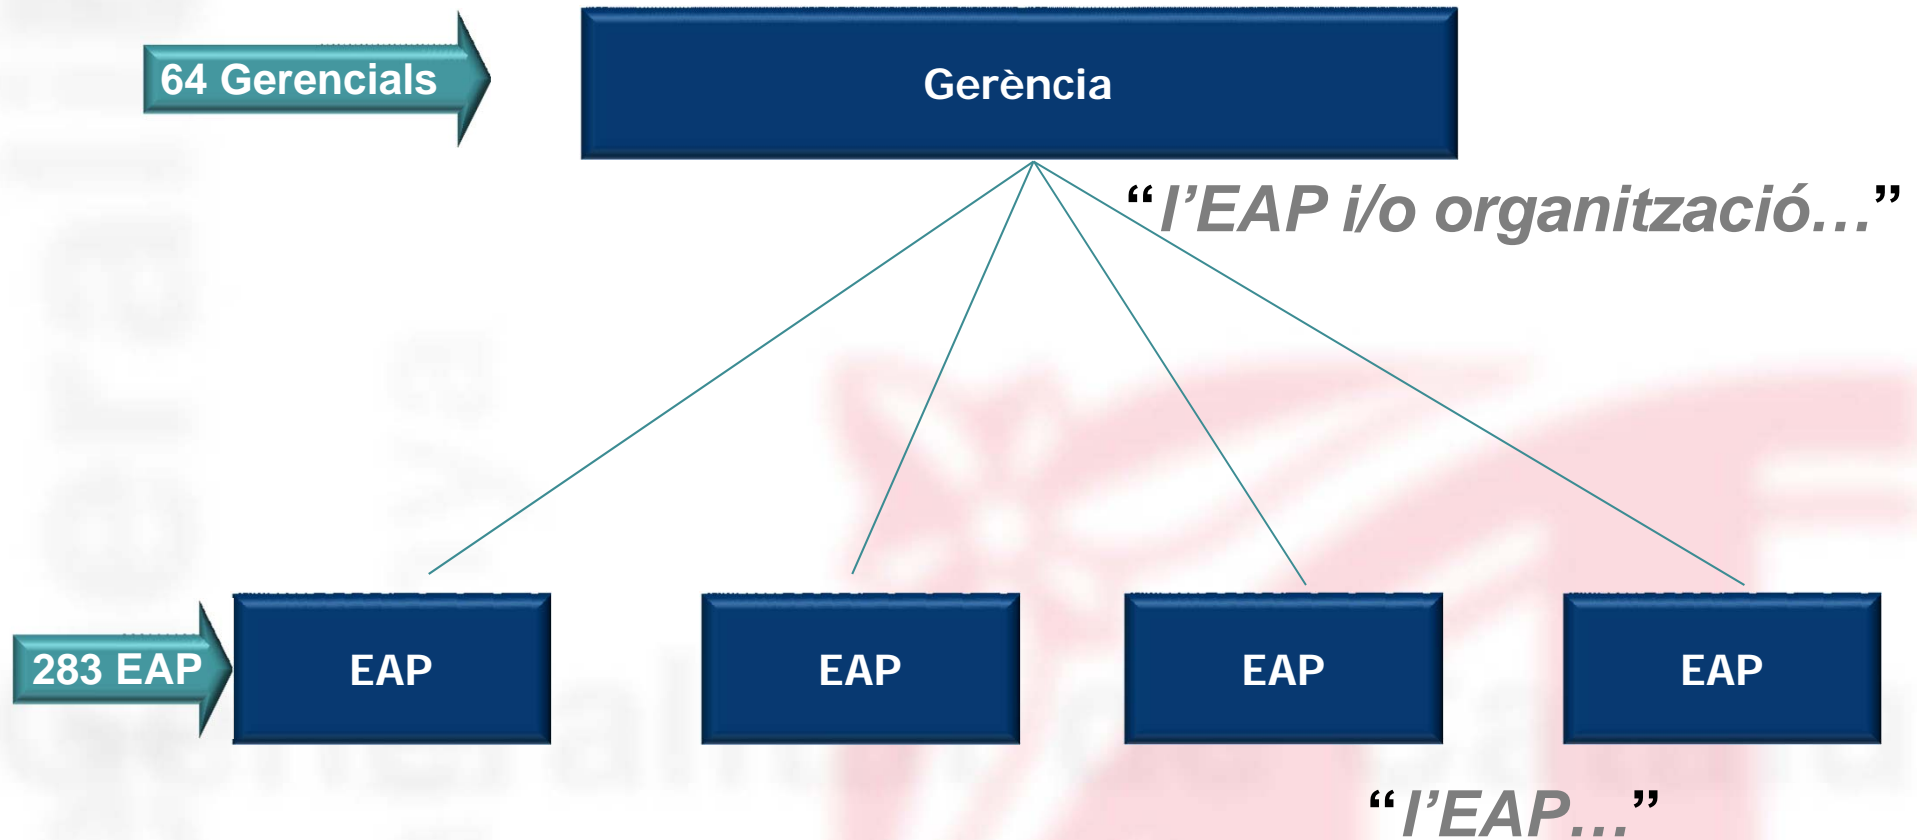 64 Gerencials
Gerència
“l’EAP i/o organització…”
283 EAP
EAP
EAP
EAP
EAP
“l’EAP…”